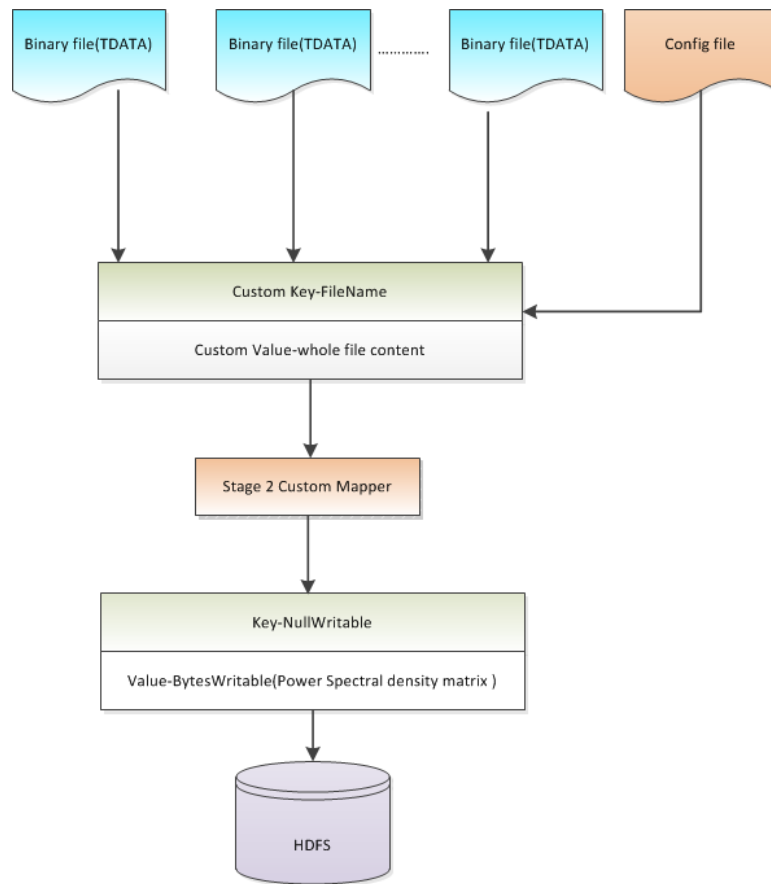 Binary file(TDATA)
Binary file(TDATA)
.............
Binary file(TDATA)
Config file
Custom Key-FileName
Custom Value-whole file content
Stage 2 Custom Mapper
Key-NullWritable
Value-BytesWritable(Power Spectral density matrix )
HDFS